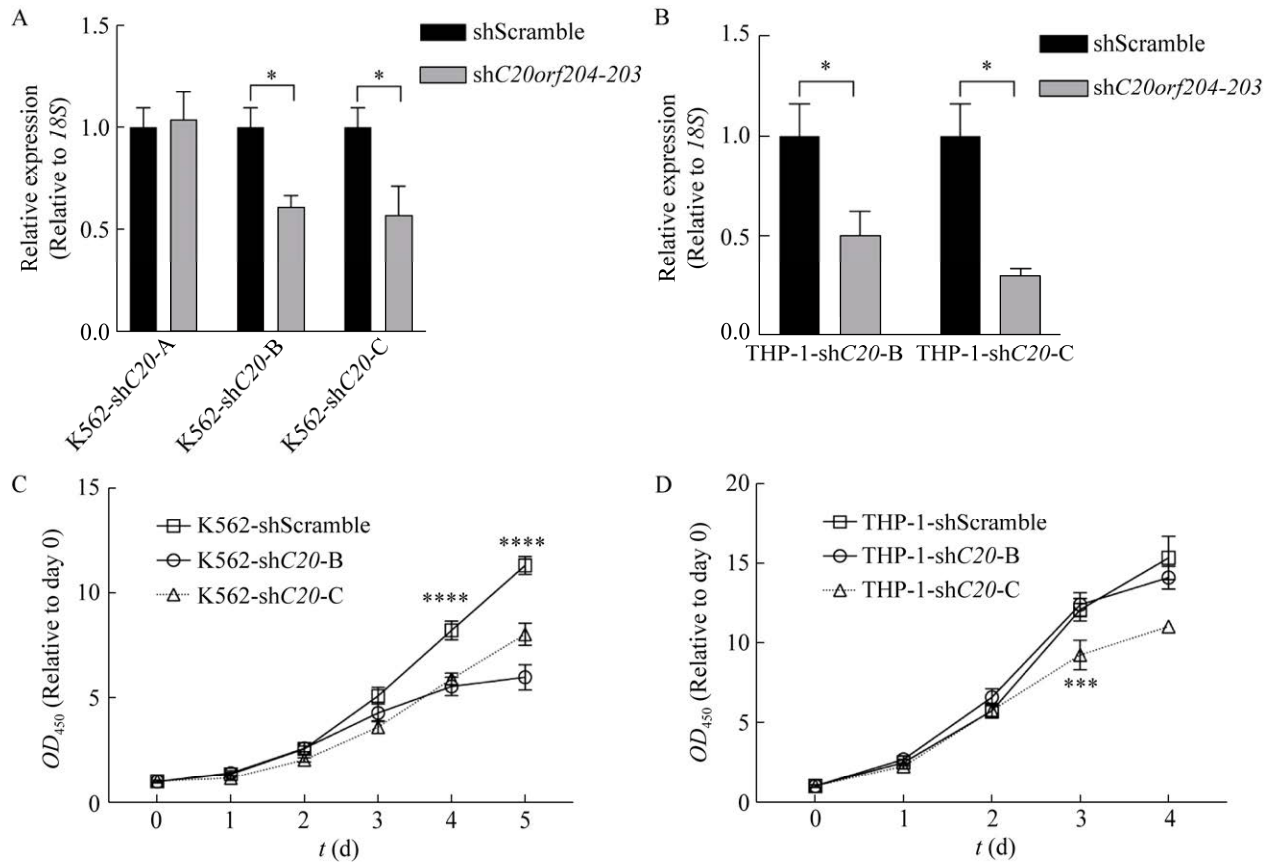 A
1.5
1.0
0.5
0.0
Relative expression
(Relative to 18S)
shScramble
shC20orf204-203
*
*
K562-shC20-A
K562-shC20-B
K562-shC20-C
B
1.5
1.0
0.5
0.0
Relative expression
(Relative to 18S)
shScramble
shC20orf204-203
*
*
THP-1-shC20-B
THP-1-shC20-C
C
15
10
5
0
OD450 (Relative to day 0)
K562-shScramble
K562-shC20-B
K562-shC20-C
****
****
0 1 2 3 4 5
t (d)
D
20
15
10
5
0
OD450 (Relative to day 0)
THP-1-shScramble
THP-1-shC20-B
THP-1-shC20-C
***
0 1 2 3 4
t (d)